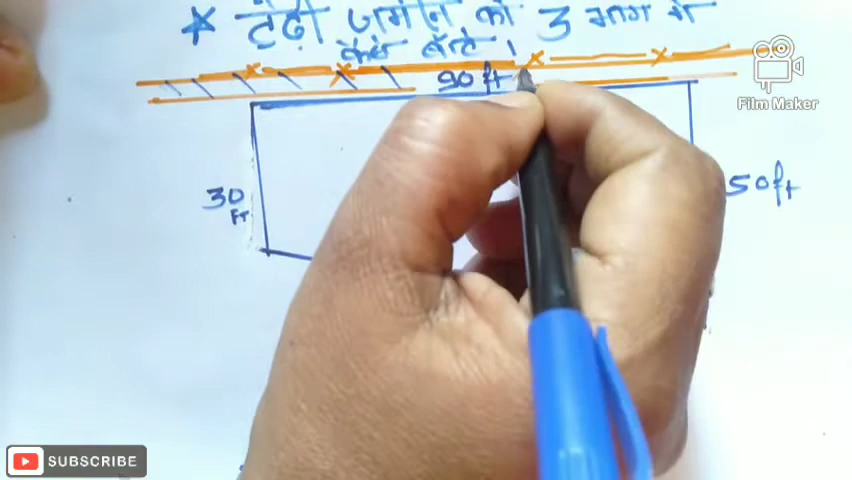 * टेढ़ी जमीन को 3 भाग में
कैसे बॉटे ।
90 ft
Film Maker
30
FT
50 ft
SUBSCRIBE